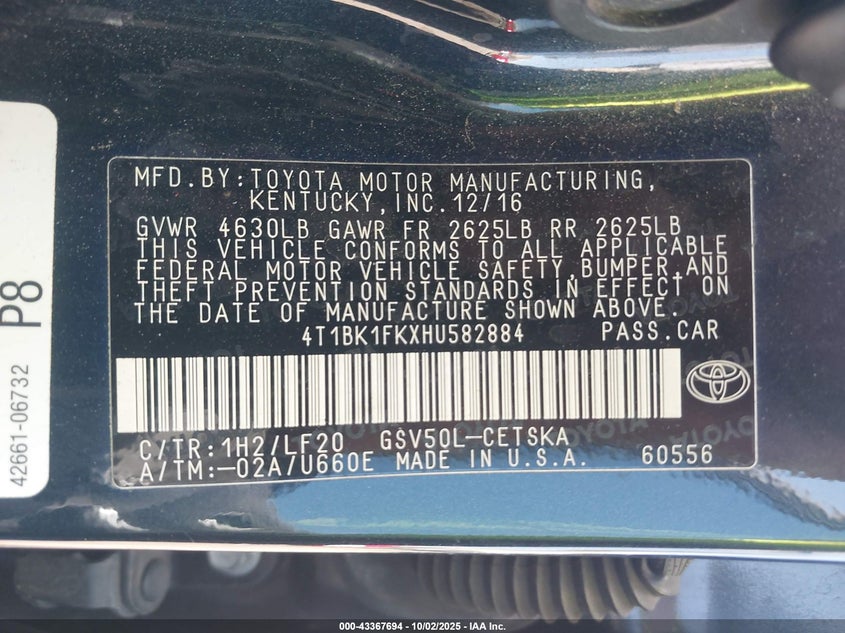 MFD.BY:TOYOTA MOTOR MANUFACTURING,
KENTUCKY,INC.12/16
GVWR 4630LB GAWR FR 2625LB RR 2625LB
THIS VEHICLE CONFORMS TO ALL APPLICABLE
FEDERAL MOTOR VEHICLE SAFETY,BUMPER,AND
THEFT PREVENTION STANDARDS IN EFFECT ON
THE DATE OF MANUFACTURE SHOWN ABOVE.
4T1BK1FKXHU582884 PASS.CAR
C/TR:1H2/LF20 GSV50L-CETSKA
A/TM:-02A/U660E MADE IN U.S.A. 60556
P8
42661-06732
000-43367694 - 10/02/2025 - IAA Inc.